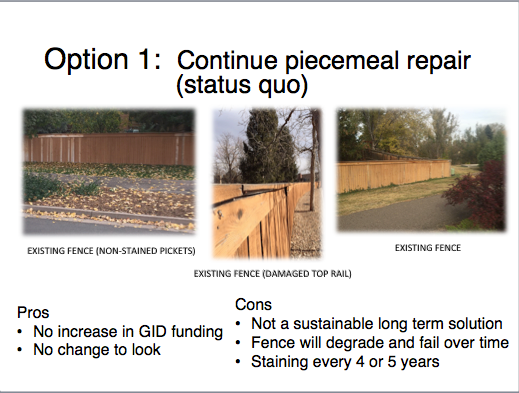 Option 1: Continue piecemeal repair
(status quo)
EXISTING FENCE (NON-STAINED PICKETS)
EXISTING FENCE (DAMAGED TOP RAIL)
EXISTING FENCE
Pros
• No increase in GID funding
• No change to look
Cons
• Not a sustainable long term solution
• Fence will degrade and fail over time
• Staining every 4 or 5 years